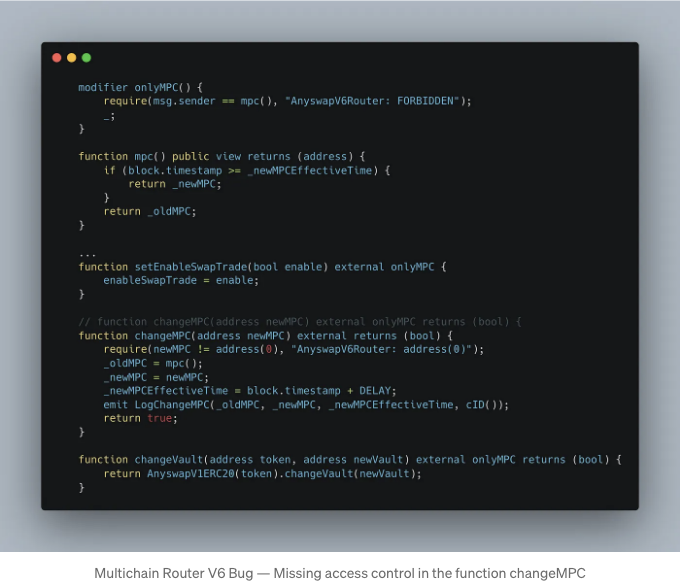 modifier onlyMPC() {
require(msg.sender == mpc(), "AnyswapV6Router: FORBIDDEN");
_;
}
function mpc() public view returns (address) {
if (block.timestamp >= _newMPCEffectiveTime) {
return _newMPC;
}
return _oldMPC;
}
...
function setEnableSwapTrade(bool enable) external onlyMPC {
enableSwapTrade = enable;
}
// function changeMPC(address newMPC) external onlyMPC returns (bool) {
function changeMPC(address newMPC) external returns (bool) {
require(newMPC != address(0), "AnyswapV6Router: address(0)");
_oldMPC = mpc();
_newMPC = newMPC;
_newMPCEffectiveTime = block.timestamp + DELAY;
emit LogChangeMPC(_oldMPC, _newMPC, _newMPCEffectiveTime, cID());
return true;
}
function changeVault(address token, address newVault) external onlyMPC returns (bool) {
return AnyswapV1ERC20(token).changeVault(newVault);
}
Multichain Router V6 Bug — Missing access control in the function changeMPC